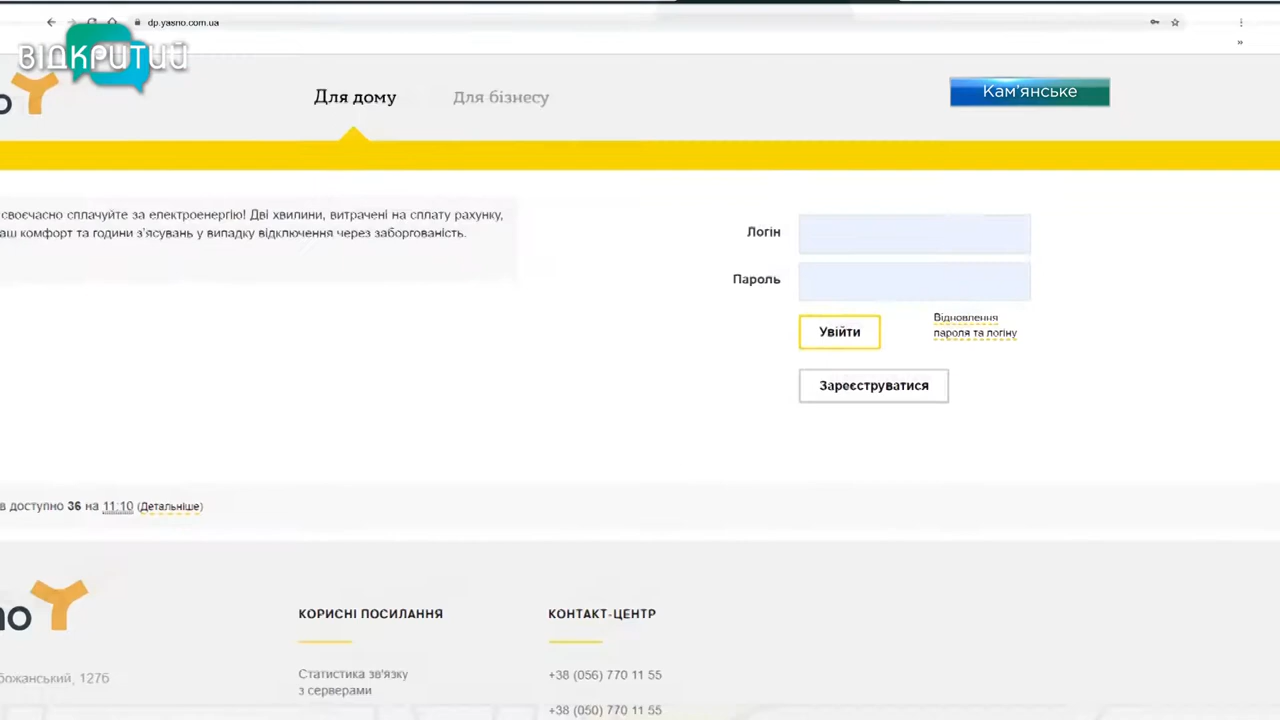 dp.yasno.com.ua
ВІДКРИТИЙ
Для дому
Для бізнесу
Кам'янське
своєчасно сплачуйте за електроенергію! Дві хвилини, витрачені на сплату рахунку,
аш комфорт та години з'ясувань у випадку відключення через заборгованість.
Логін
Пароль
Увійти
Відновлення
пароля та логіну
Зареєструватися
в доступно 36 на 11:10 (Детальніше)
no
КОРИСНІ ПОСИЛАННЯ
КОНТАКТ-ЦЕНТР
божанський, 127б
Статистика зв'язку
з серверами
+38 (056) 770 11 55
+38 (050) 770 11 55